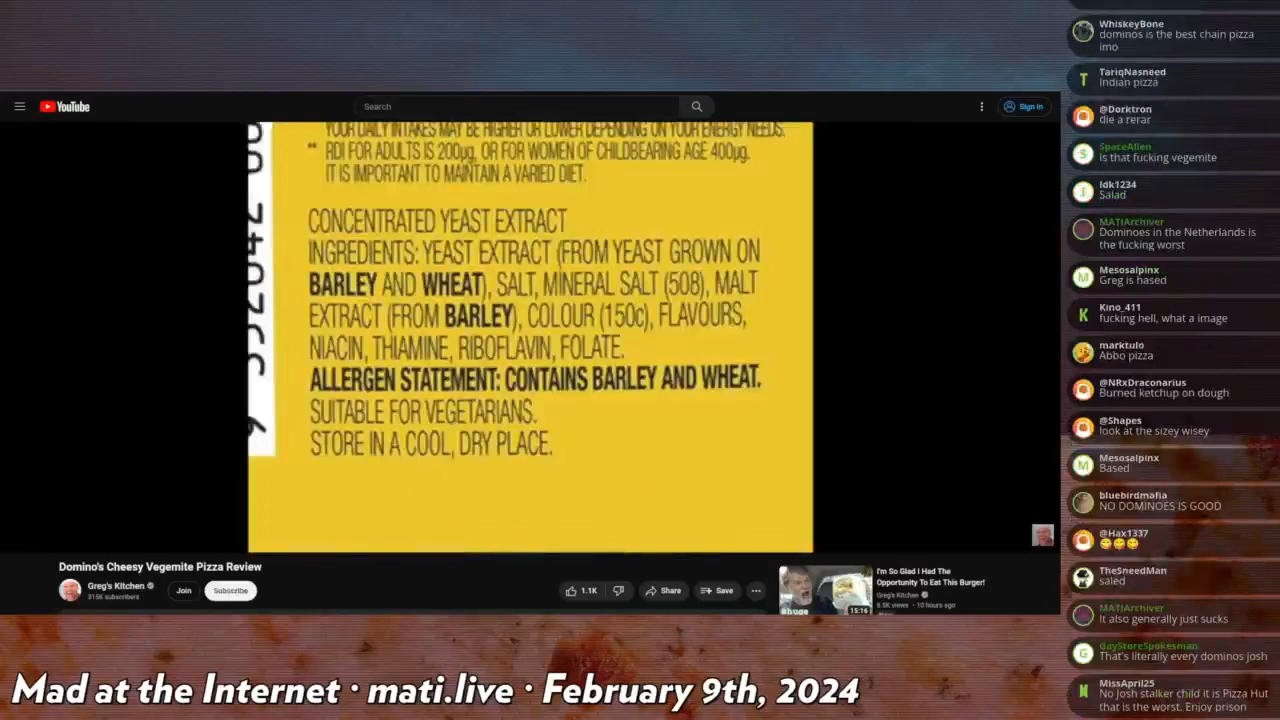 YouTube
Search
Sign in
YOUR DAILY INTAKES MAY BE HIGHER OR LOWER DEPENDING ON YOUR ENERGY NEEDS.
** RDI FOR ADULTS IS 200µg, OR FOR WOMEN OF CHILDBEARING AGE 400µg.
IT IS IMPORTANT TO MAINTAIN A VARIED DIET.
CONCENTRATED YEAST EXTRACT
INGREDIENTS: YEAST EXTRACT (FROM YEAST GROWN ON
BARLEY AND WHEAT), SALT, MINERAL SALT (508), MALT
EXTRACT (FROM BARLEY), COLOUR (150c), FLAVOURS,
NIACIN, THIAMINE, RIBOFLAVIN, FOLATE.
ALLERGEN STATEMENT: CONTAINS BARLEY AND WHEAT.
SUITABLE FOR VEGETARIANS.
STORE IN A COOL, DRY PLACE.
Domino's Cheesy Vegemite Pizza Review
Greg's Kitchen
315K subscribers
Join
Subscribe
1.1K
Share
Save
15:16
I'm So Glad I Had The
Opportunity To Eat This Burger!
Greg's Kitchen
8.5K views • 10 hours ago
Mad at the Internet · mati.live · February 9th, 2024
WhiskeyBone
dominos is the best chain pizza
imo
TariqNasneed
Indian pizza
@Dorktron
die a rerar
SpaceAlien
Is that fucking vegemite
Idk1234
Salad
MATIArchiver
Dominoes in the Netherlands is
the fucking worst
Mesosalpinx
Greg is hased
Kino_411
fucking hell, what a image
marktulo
Abbo pizza
@NRxDraconarius
Burned ketchup on dough
@Shapes
look at the sizey wisey
Mesosalpinx
Based
bluebirdmafia
NO DOMINOES IS GOOD
@Hax1337
😋😋😋
TheSneedMan
saled
MATIArchiver
It also generally just sucks
GayStoreSpokesman
That's literally every dominos josh
MissApril25
No Josh stalker child it is Pizza Hut
that is the worst. Enjoy prison